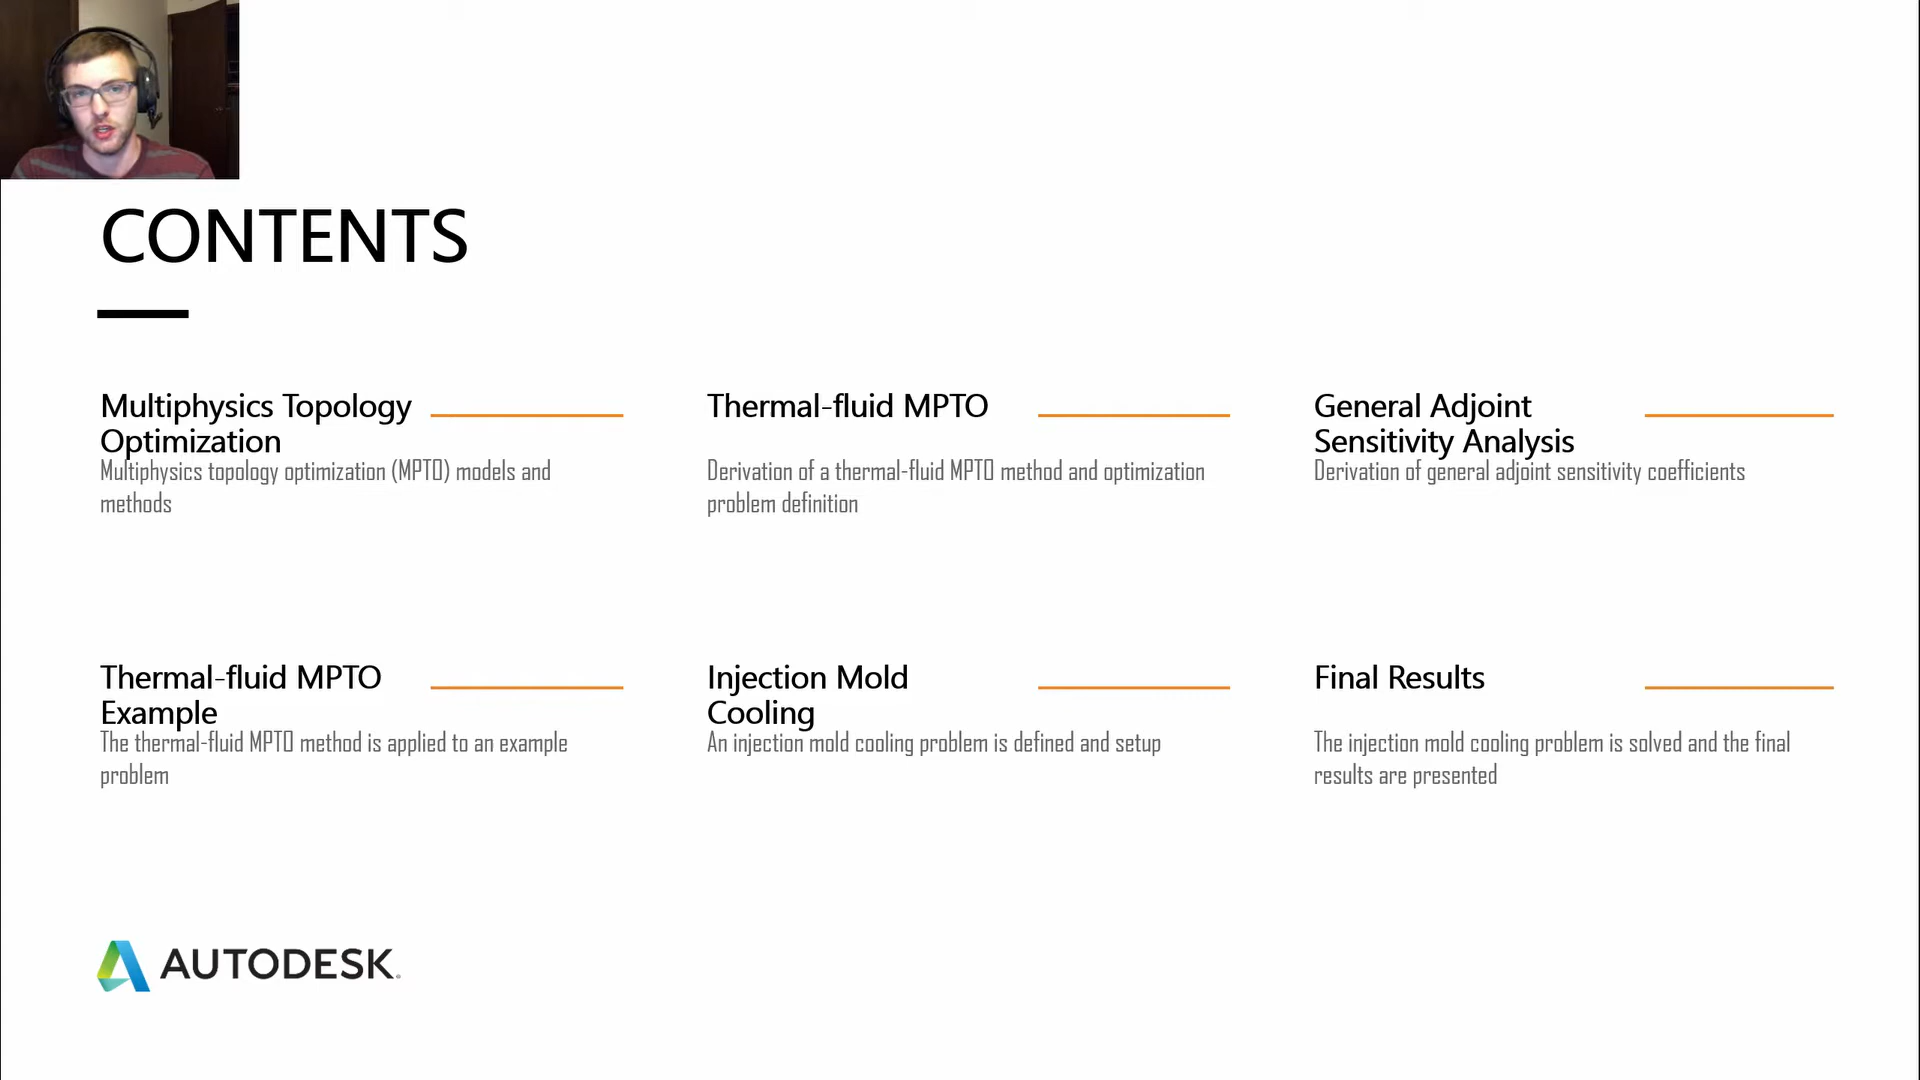 CONTENTS
Multiphysics Topology
Optimization
Multiphysics topology optimization (MPTO) models and
methods
Thermal-fluid MPTO
Derivation of a thermal-fluid MPTO method and optimization
problem definition
General Adjoint
Sensitivity Analysis
Derivation of general adjoint sensitivity coefficients
Thermal-fluid MPTO
Example
The thermal-fluid MPTO method is applied to an example
problem
Injection Mold
Cooling
An injection mold cooling problem is defined and setup
Final Results
The injection mold cooling problem is solved and the final
results are presented
AUTODESK.